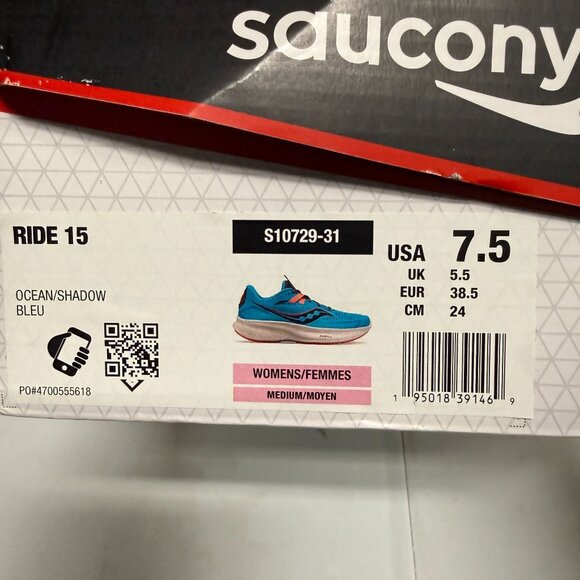 saucony
RIDE 15
S10729-31
USA 7.5
UK 5.5
EUR 38.5
CM 24
OCEAN/SHADOW
BLEU
WOMENS/FEMMES
MEDIUM/MOYEN
PO#4700555618
1 95018 39146 9